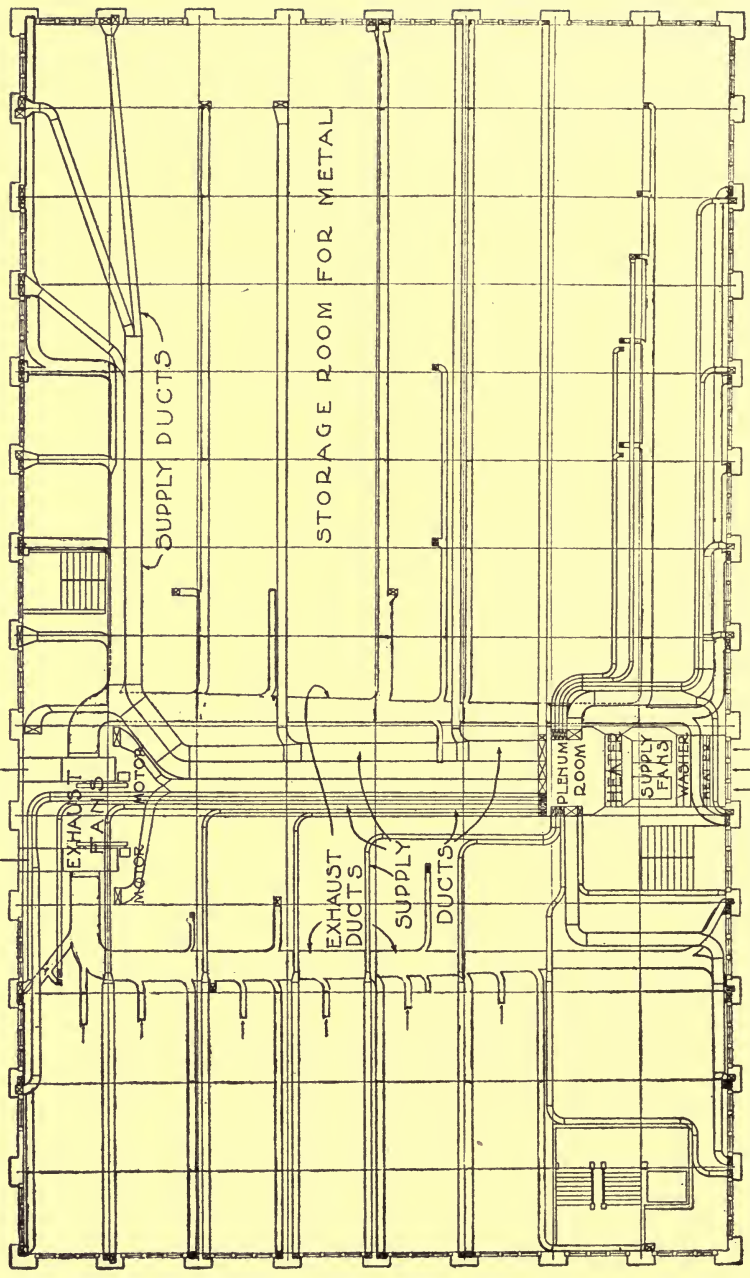 SUPPLY DUCTS
STORAGE ROOM FOR METAL
EXHAUST
FANS
MOTOR
MOTOR
EXHAUST
DUCTS
SUPPLY
DUCTS
PLENUM
ROOM
HEATER
SUPPLY
FANS
WASHER
HEATER